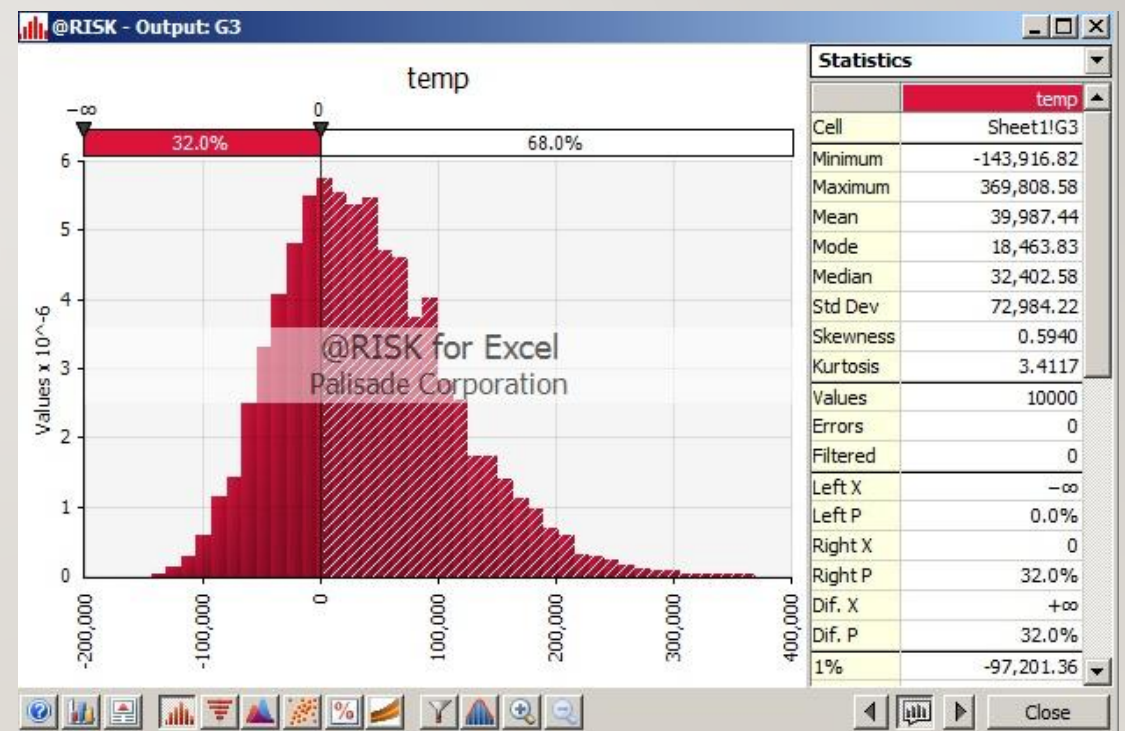 @RISK - Output: G3
temp
−∞ 0
32.0% 68.0%
6
5
4
3
2
1
0
Values x 10^-6
@RISK for Excel
Palisade Corporation
-200,000
-100,000
0
100,000
200,000
300,000
400,000
Statistics
temp
Cell Sheet1!G3
Minimum -143,916.82
Maximum 369,808.58
Mean 39,987.44
Mode 18,463.83
Median 32,402.58
Std Dev 72,984.22
Skewness 0.5940
Kurtosis 3.4117
Values 10000
Errors 0
Filtered 0
Left X −∞
Left P 0.0%
Right X 0
Right P 32.0%
Dif. X +∞
Dif. P 32.0%
1% -97,201.36
? %
Close